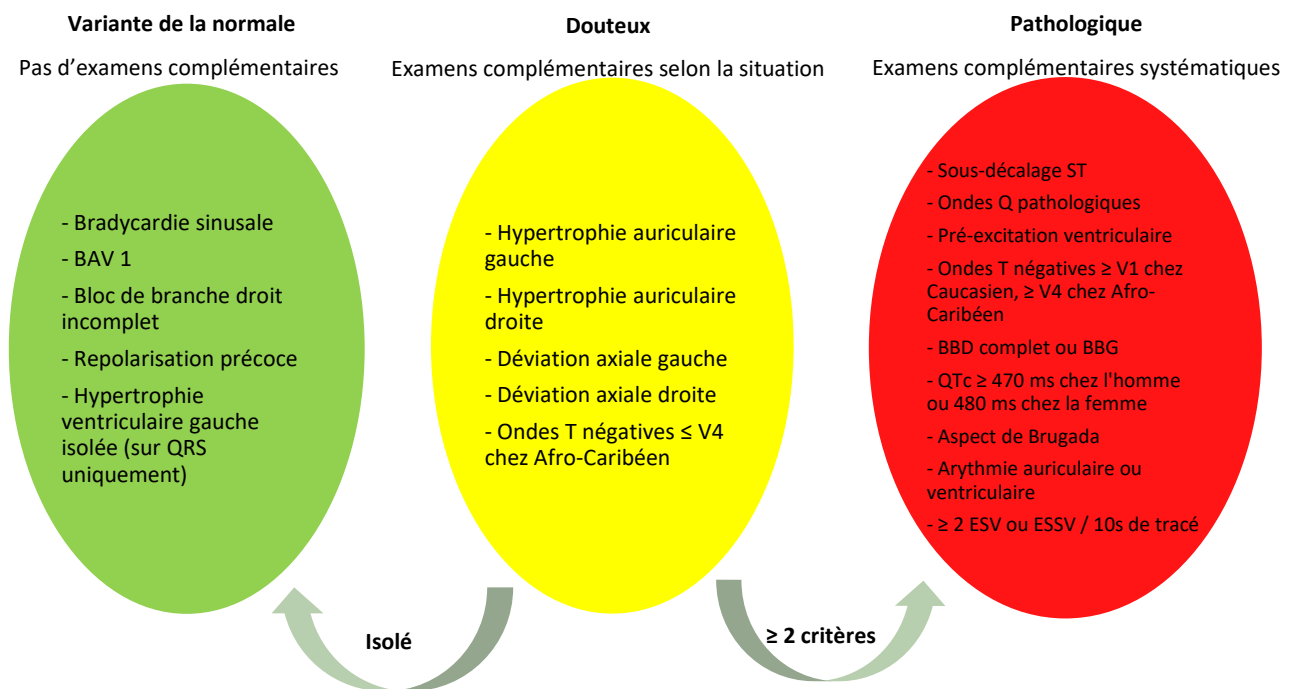 Variante de la normale
Pas d'examens complémentaires
- Bradycardie sinusale
- BAV 1
- Bloc de branche droit
incomplet
- Repolarisation précoce
- Hypertrophie
ventriculaire gauche
isolée (sur QRS
uniquement)
Douteux
Examens complémentaires selon la situation
- Hypertrophie auriculaire
gauche
- Hypertrophie auriculaire
droite
- Déviation axiale gauche
- Déviation axiale droite
- Ondes T négatives ≤ V4
chez Afro-Caribéen
Pathologique
Examens complémentaires systématiques
- Sous-décalage ST
- Ondes Q pathologiques
- Pré-excitation ventriculaire
- Ondes T négatives ≥ V1 chez
Caucasien, ≥ V4 chez Afro-
Caribéen
- BBD complet ou BBG
- QTc ≥ 470 ms chez l'homme
ou 480 ms chez la femme
- Aspect de Brugada
- Arythmie auriculaire ou
ventriculaire
- ≥ 2 ESV ou ESSV / 10s de tracé
Isolé
≥ 2 critères